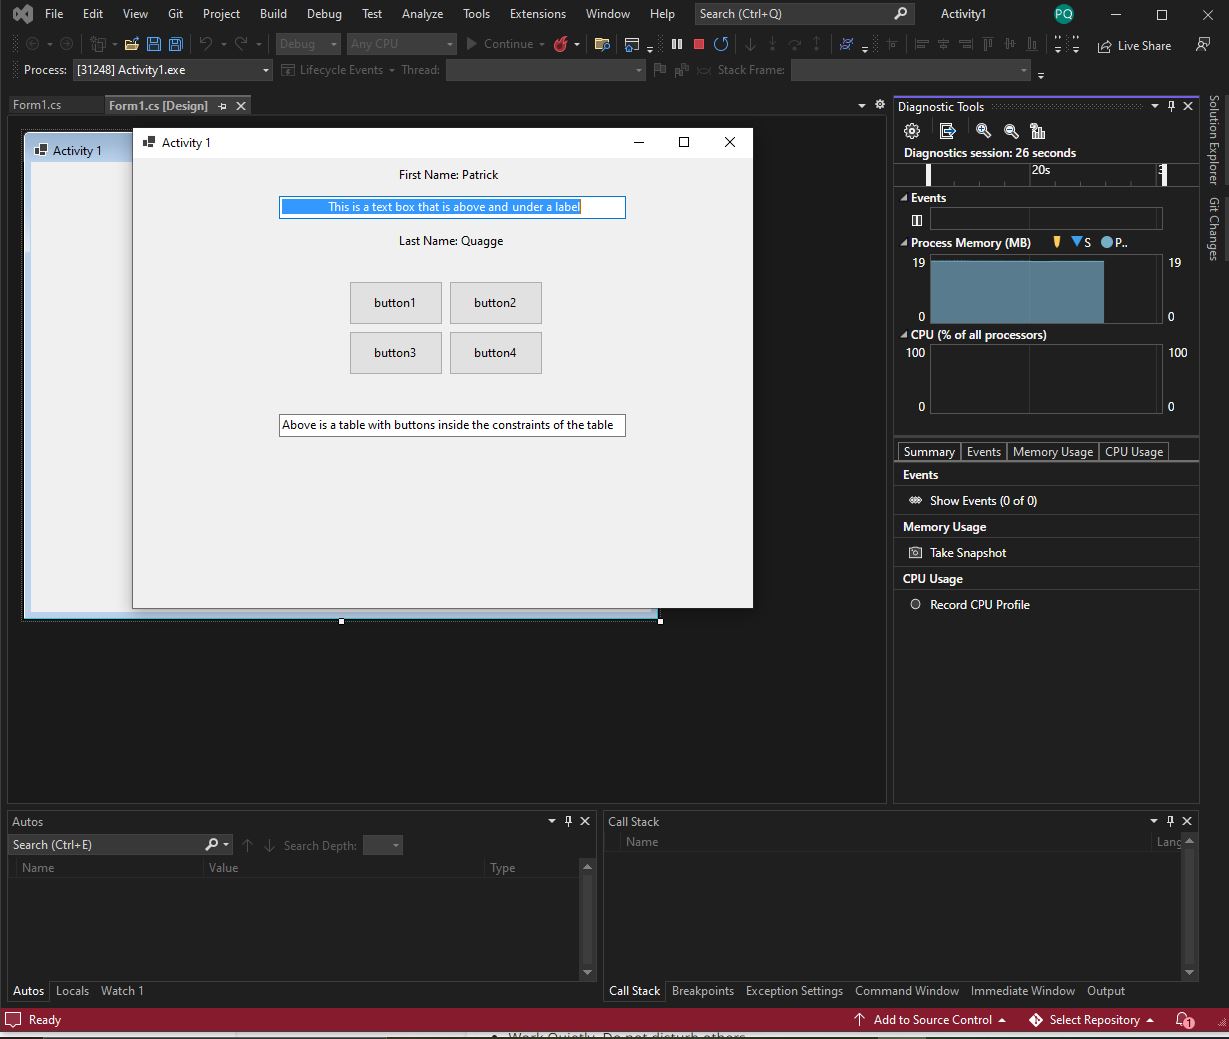 File Edit View Git Project Build Debug Test Analyze Tools Extensions Window Help Search (Ctrl+Q) Activity1 PQ
Debug Any CPU Continue Live Share
Process: [31248] Activity1.exe Lifecycle Events Thread: Stack Frame:
Form1.cs Form1.cs [Design]
Activity 1
Activity 1
First Name: Patrick
This is a text box that is above and under a label
Last Name: Quagge
button1 button2
button3 button4
Above is a table with buttons inside the constraints of the table
Diagnostic Tools
Diagnostics session: 26 seconds
20s 3
Events
Process Memory (MB) S P..
19 19
0 0
CPU (% of all processors)
100 100
0 0
Summary Events Memory Usage CPU Usage
Events
Show Events (0 of 0)
Memory Usage
Take Snapshot
CPU Usage
Record CPU Profile
Solution Explorer
Git Changes
Autos
Search (Ctrl+E) Search Depth:
Name Value Type
Autos Locals Watch 1
Call Stack
Name Lang
Call Stack Breakpoints Exception Settings Command Window Immediate Window Output
Ready Add to Source Control Select Repository 1
Work Quietly. Do not disturb others